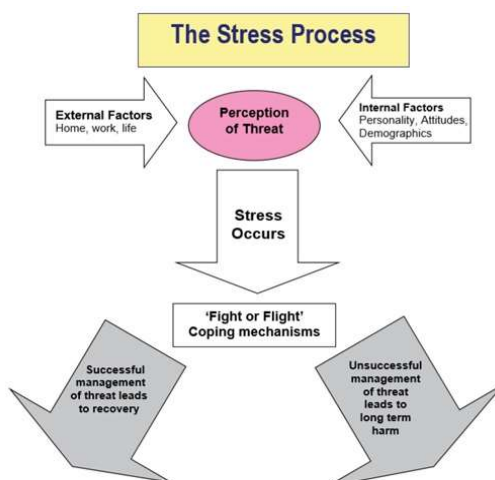 The Stress Process
External Factors
Home, work, life
Perception
of Threat
Internal Factors
Personality, Attitudes,
Demographics
Stress
Occurs
‘Fight or Flight’
Coping mechanisms
Successful
management
of threat leads
to recovery
Unsuccessful
management
of threat
leads to
long term
harm